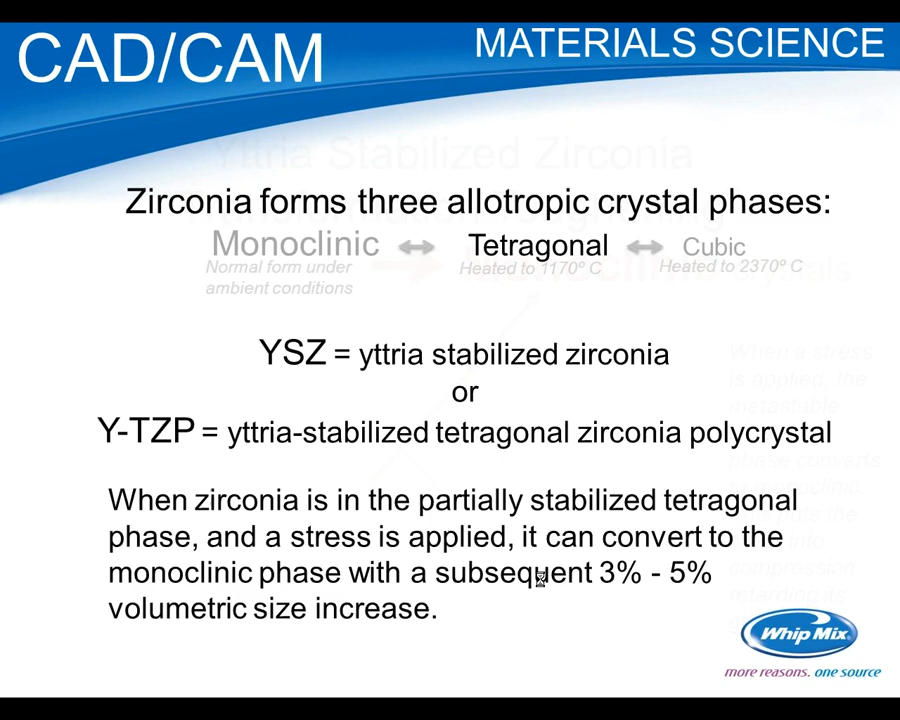 CAD/CAM
MATERIALS SCIENCE
Yttria Stabilized Zirconia
Zirconia forms three allotropic crystal phases:
Monoclinic Tetragonal Cubic
Normal form under Heated to 1170º C Heated to 2370º C
ambient conditions
YSZ = yttria stabilized zirconia
or
Y-TZP = yttria-stabilized tetragonal zirconia polycrystal
When a stress
is applied, the
metastable
phase converts
to monoclinic.
When zirconia is in the partially stabilized tetragonal
phase, and a stress is applied, it can convert to the
monoclinic phase with a subsequent 3% - 5%
volumetric size increase.
into
compression
retarding its
Whip Mix
more reasons. one source